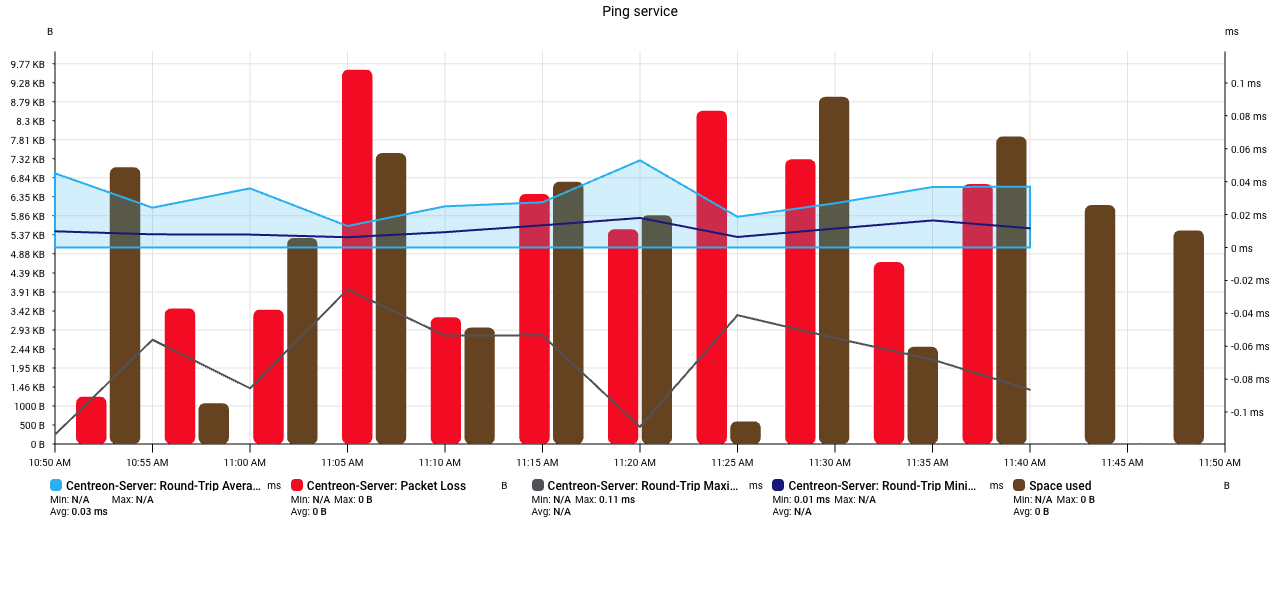 Ping service
B ms
9.77 KB
9.28 KB 0.1 ms
8.79 KB
8.3 KB 0.08 ms
7.81 KB
7.32 KB 0.06 ms
6.84 KB 0.04 ms
6.35 KB
5.86 KB 0.02 ms
5.37 KB
4.88 KB 0 ms
4.39 KB -0.02 ms
3.91 KB
3.42 KB -0.04 ms
2.93 KB
2.44 KB -0.06 ms
1.95 KB
1.46 KB -0.08 ms
1000 B -0.1 ms
500 B
0 B
10:50 AM 10:55 AM 11:00 AM 11:05 AM 11:10 AM 11:15 AM 11:20 AM 11:25 AM 11:30 AM 11:35 AM 11:40 AM 11:45 AM 11:50 AM
Centreon-Server: Round-Trip Avera... ms Centreon-Server: Packet Loss B Centreon-Server: Round-Trip Maxi... ms Centreon-Server: Round-Trip Mini... ms Space used B
Min: N/A Max: N/A Min: N/A Max: 0 B Min: N/A Max: 0.11 ms Min: 0.01 ms Max: N/A Min: N/A Max: 0 B
Avg: 0.03 ms Avg: 0 B Avg: N/A Avg: N/A Avg: 0 B